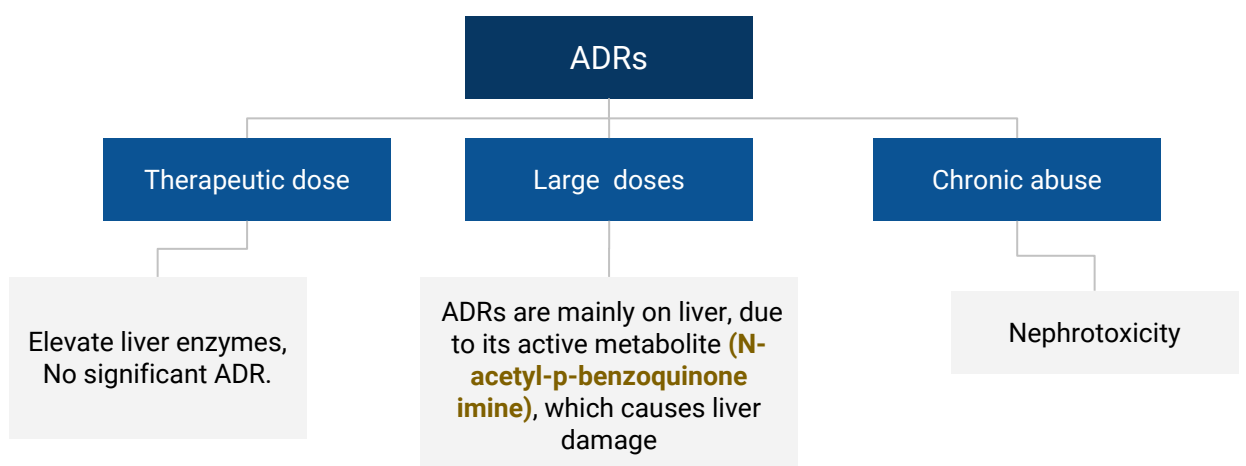 ADRs
Therapeutic dose
Large doses
Chronic abuse
Elevate liver enzymes,
No significant ADR.
ADRs are mainly on liver, due
to its active metabolite (N-
acetyl-p-benzoquinone
imine), which causes liver
damage
Nephrotoxicity